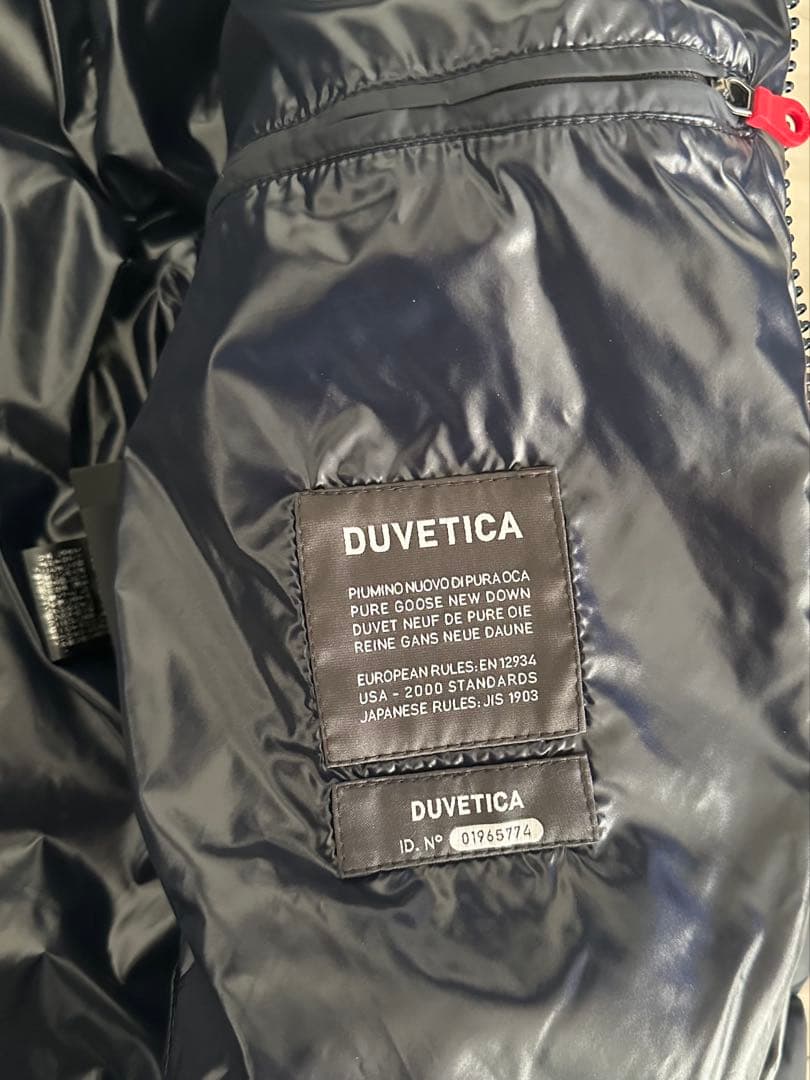 DUVETICA
PIUMINO NUOVO DI PURA OCA
PURE GOOSE NEW DOWN
DUVET NEUF DE PURE OIE
REINE GANS NEUE DAUNE
EUROPEAN RULES: EN 12934
USA - 2000 STANDARDS
JAPANESE RULES: JIS 1903
DUVETICA
ID. N° 01965774